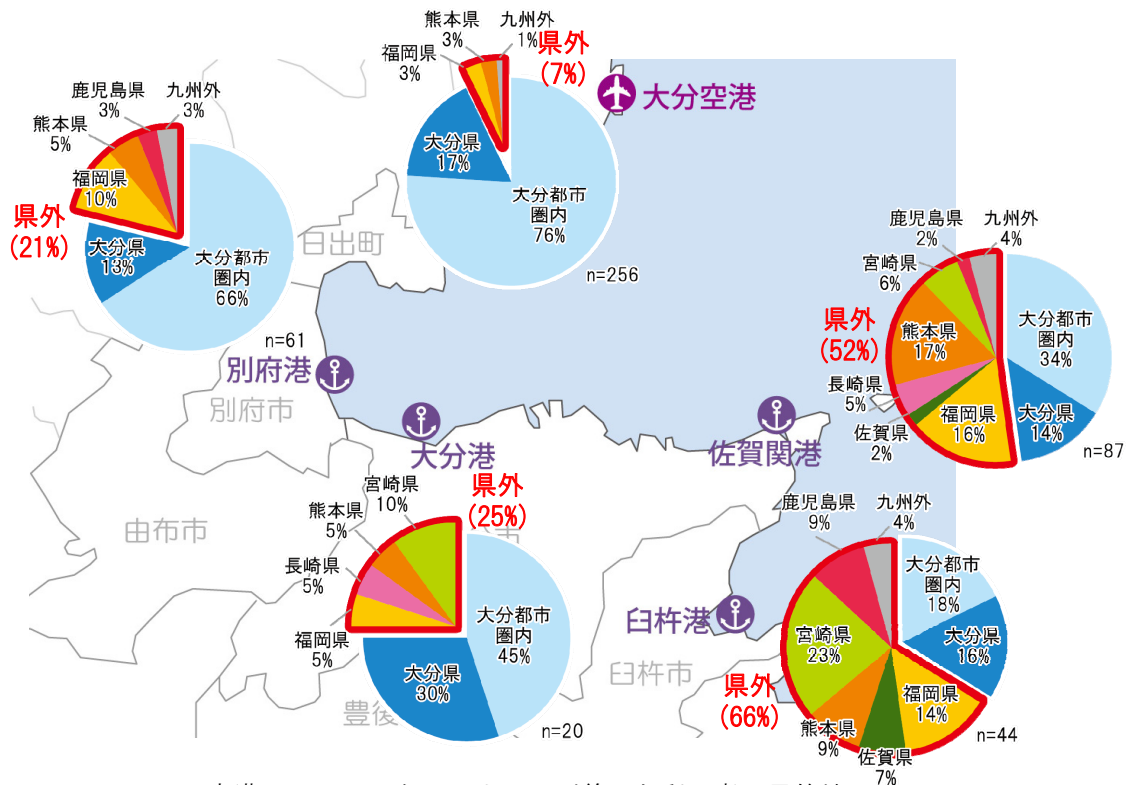 熊本県
3%
九州外
1%
福岡県
3%
県外
(7%)
大分県
17%
大分都市
圏内
76%
n=256
大分空港
鹿児島県
3%
九州外
3%
熊本県
5%
福岡県
10%
県外
(21%)
大分県
13%
大分都市
圏内
66%
n=61
日出町
別府港
別府市
大分港
佐賀関港
鹿児島県
2%
九州外
4%
宮崎県
6%
県外
(52%)
熊本県
17%
大分都市
圏内
34%
長崎県
5%
佐賀県
2%
福岡県
16%
大分県
14%
n=87
由布市
宮崎県
10%
県外
(25%)
熊本県
5%
長崎県
5%
福岡県
5%
大分都市
圏内
45%
大分県
30%
n=20
市
豊後
臼杵港
臼杵市
鹿児島県
9%
九州外
4%
大分都市
圏内
18%
大分県
16%
宮崎県
23%
県外
(66%)
福岡県
14%
熊本県
9%
佐賀県
7%
n=44